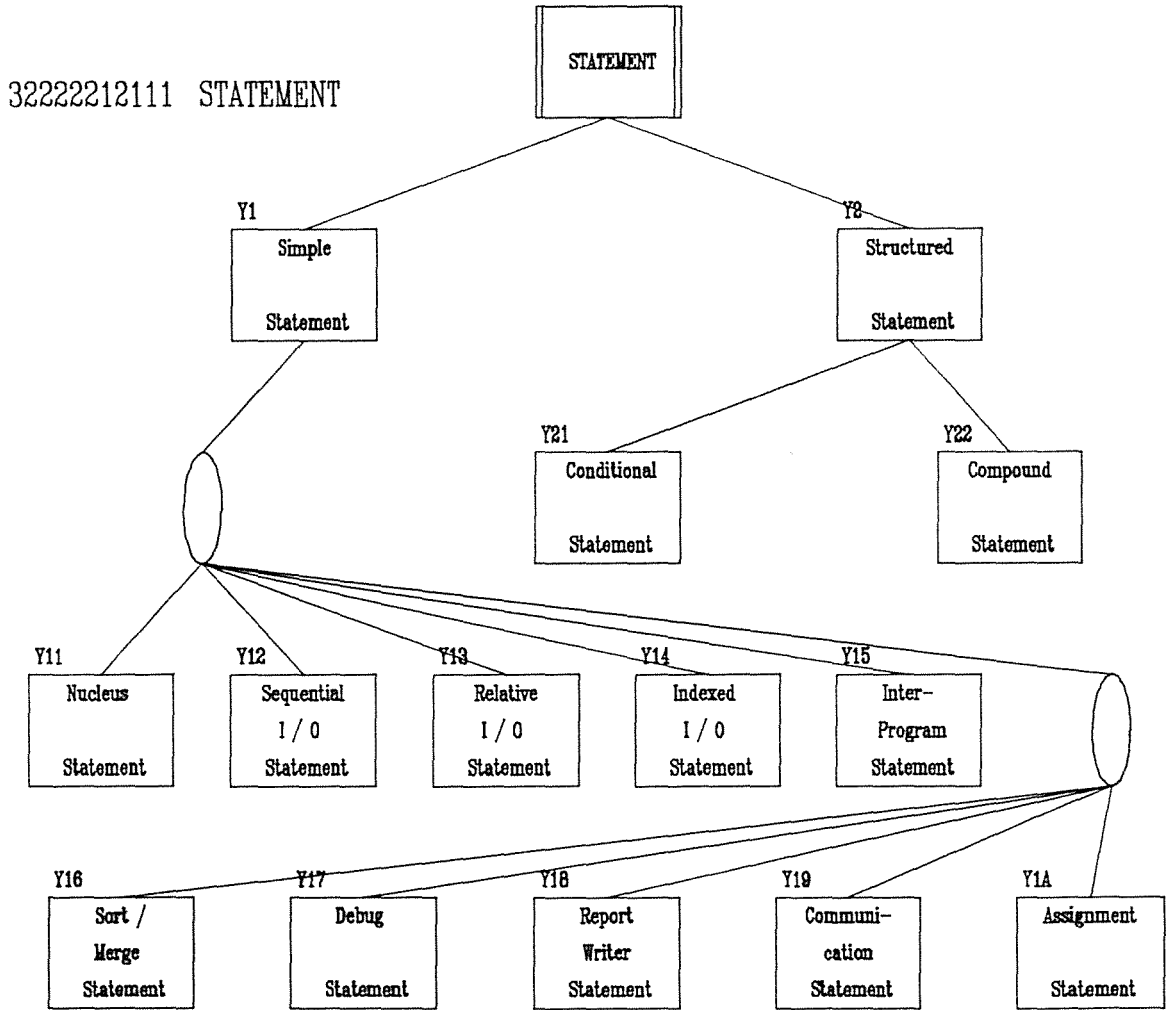 STATEMENT
32222212111 STATEMENT
Y1
Simple
Statement
Y2
Structured
Statement
Y21
Conditional
Statement
Y22
Compound
Statement
Y11
Nucleus
Statement
Y12
Sequential
I / O
Statement
Y13
Relative
I / O
Statement
Y14
Indexed
I / O
Statement
Y15
Inter-
Program
Statement
Y16
Sort /
Merge
Statement
Y17
Debug
Statement
Y18
Report
Writer
Statement
Y19
Communi-
cation
Statement
Y1A
Assignment
Statement